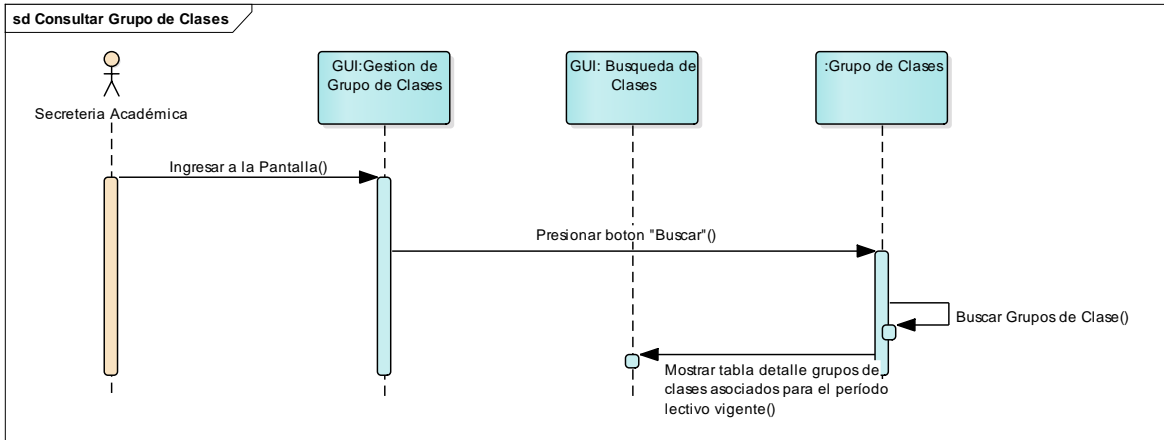 sd Consultar Grupo de Clases
Secreteria Académica
GUI:Gestion de
Grupo de Clases
GUI: Busqueda de
Clases
:Grupo de Clases
Ingresar a la Pantalla()
Presionar boton "Buscar"()
Buscar Grupos de Clase()
Mostrar tabla detalle grupos de
clases asociados para el período
lectivo vigente()